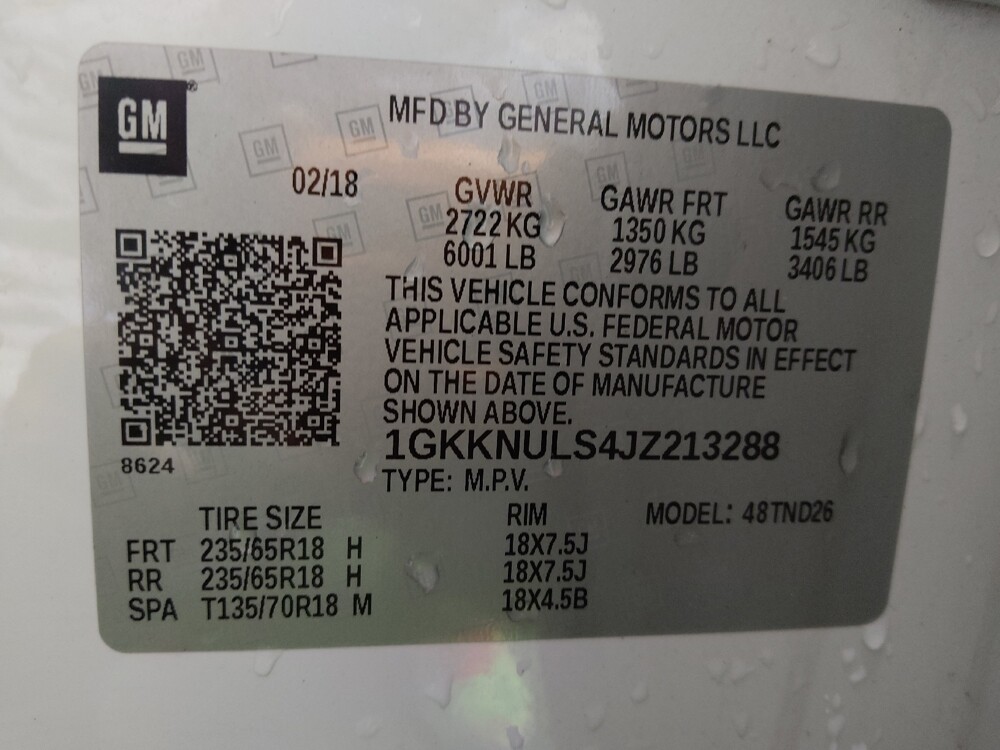 GM
MFD BY GENERAL MOTORS LLC
02/18 GVWR GAWR FRT GAWR RR
2722 KG 1350 KG 1545 KG
6001 LB 2976 LB 3406 LB
THIS VEHICLE CONFORMS TO ALL
APPLICABLE U.S. FEDERAL MOTOR
VEHICLE SAFETY STANDARDS IN EFFECT
ON THE DATE OF MANUFACTURE
SHOWN ABOVE.
1GKKNULS4JZ213288
8624
TYPE: M.P.V.
TIRE SIZE RIM MODEL: 48TND26
FRT 235/65R18 H 18X7.5J
RR 235/65R18 H 18X7.5J
SPA T135/70R18 M 18X4.5B